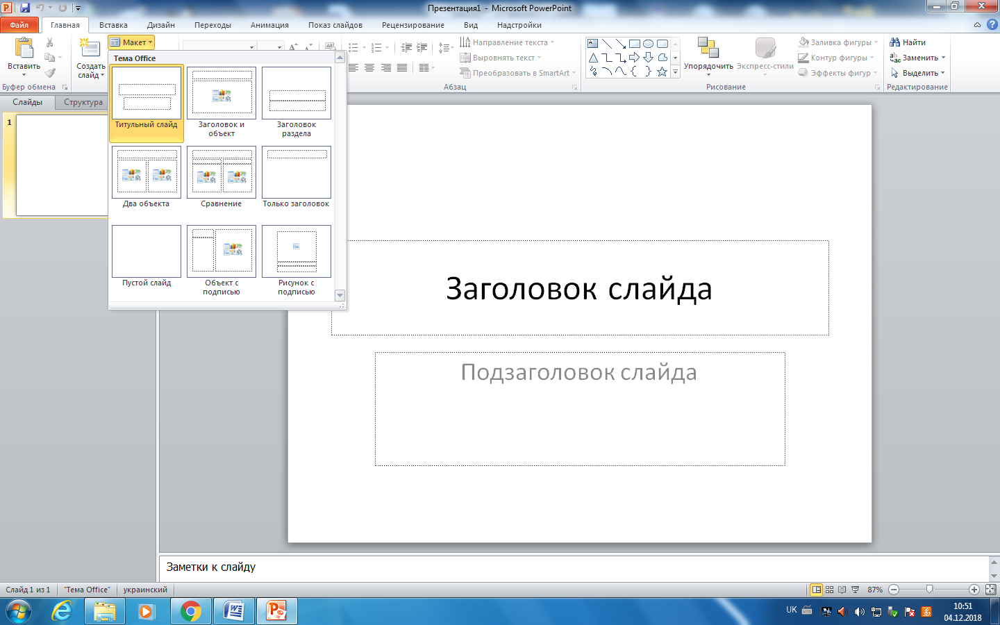 Презентация1 - Microsoft PowerPoint
Файл
Главная
Вставка
Дизайн
Переходы
Анимация
Показ слайдов
Рецензирование
Вид
Надстройки
Вставить
Буфер обмена
Создать
слайд
Макет
Направление текста
Выровнять текст
Преобразовать в SmartArt
Абзац
Упорядочить
Экспресс-стили
Заливка фигуры
Контур фигуры
Эффекты фигур
Рисование
Найти
Заменить
Выделить
Редактирование
Слайды
Структура
1
Тема Office
Титульный слайд
Заголовок и
объект
Заголовок
раздела
Два объекта
Сравнение
Только заголовок
Пустой слайд
Объект с
подписью
Рисунок с
подписью
Заголовок слайда
Подзаголовок слайда
Заметки к слайду
Слайд 1 из 1
"Тема Office"
украинский
87%
UK
10:51
04.12.2018